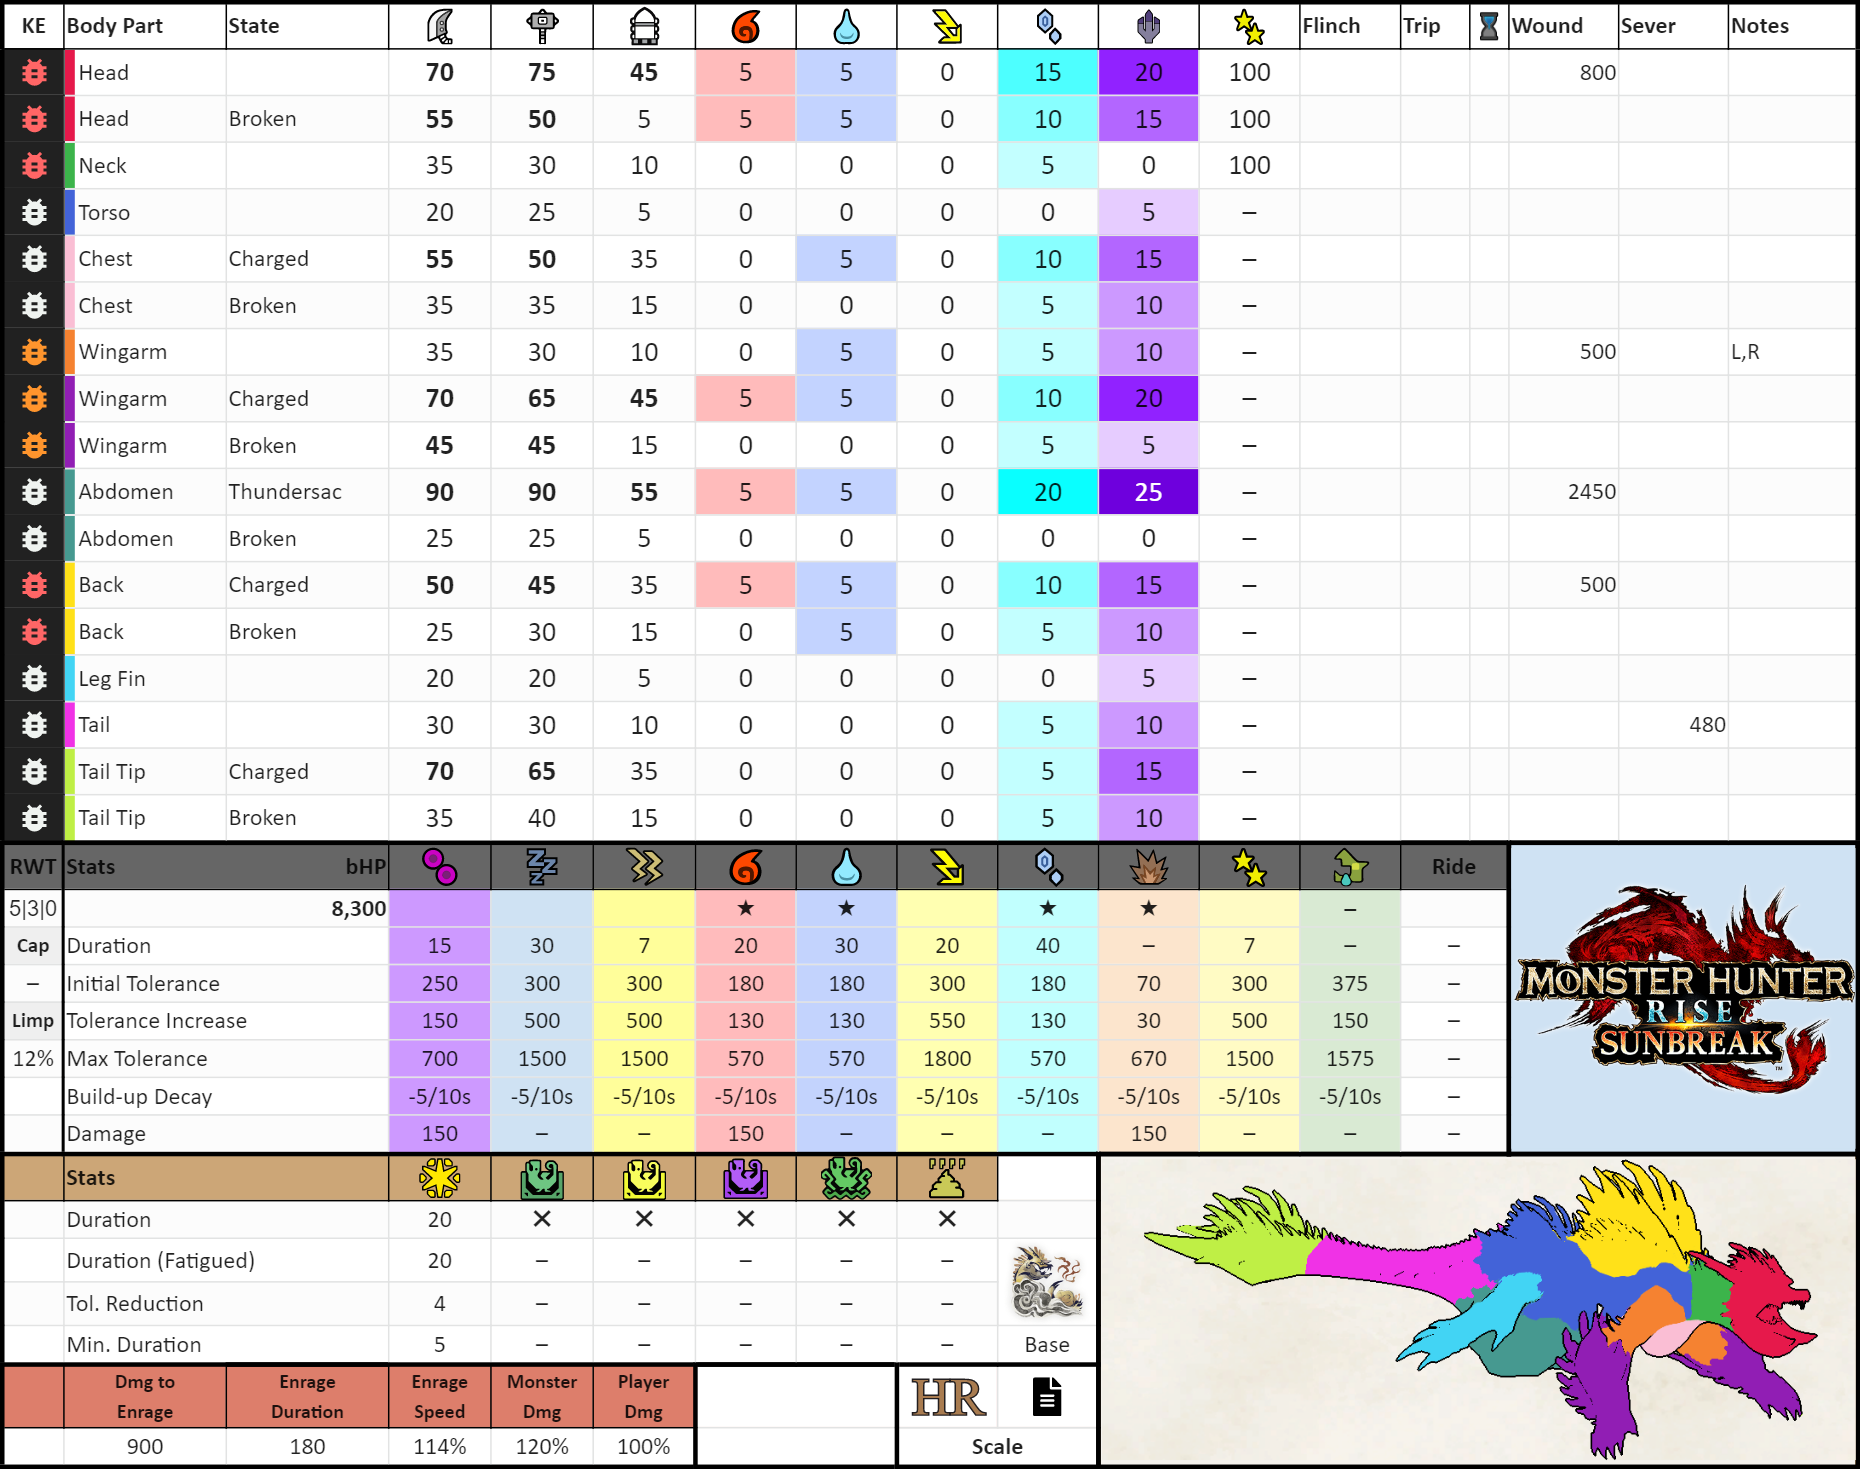 KE Body Part State Flinch Trip Wound Sever Notes
Head 70 75 45 5 5 0 15 20 100 800
Head Broken 55 50 5 5 5 0 10 15 100
Neck 35 30 10 0 0 0 5 0 100
Torso 20 25 5 0 0 0 0 5 –
Chest Charged 55 50 35 0 5 0 10 15 –
Chest Broken 35 35 15 0 0 0 5 10 –
Wingarm 35 30 10 0 5 0 5 10 – 500 L,R
Wingarm Charged 70 65 45 5 5 0 10 20 –
Wingarm Broken 45 45 15 0 0 0 5 5 –
Abdomen Thundersac 90 90 55 5 5 0 20 25 – 2450
Abdomen Broken 25 25 5 0 0 0 0 0 –
Back Charged 50 45 35 5 5 0 10 15 – 500
Back Broken 25 30 15 0 5 0 5 10 –
Leg Fin 20 20 5 0 0 0 0 5 –
Tail 30 30 10 0 0 0 5 10 – 480
Tail Tip Charged 70 65 35 0 0 0 5 15 –
Tail Tip Broken 35 40 15 0 0 0 5 10 –
RWT Stats bHP Ride
5|3|0 8,300 ★ ★ ★ ★ –
Cap Duration 15 30 7 20 30 20 40 – 7 – –
– Initial Tolerance 250 300 300 180 180 300 180 70 300 375 –
Limp Tolerance Increase 150 500 500 130 130 550 130 30 500 150 –
12% Max Tolerance 700 1500 1500 570 570 1800 570 670 1500 1575 –
Build-up Decay -5/10s -5/10s -5/10s -5/10s -5/10s -5/10s -5/10s -5/10s -5/10s -5/10s –
Damage 150 – – 150 – – – 150 – – –
MONSTER HUNTER
RISE
SUNBREAK
™
Stats
Duration 20 ✕ ✕ ✕ ✕ ✕
Duration (Fatigued) 20 – – – – –
Tol. Reduction 4 – – – – –
Min. Duration 5 – – – – –
Base
Dmg to Enrage Enrage Monster Player
Enrage Duration Speed Dmg Dmg
900 180 114% 120% 100%
HR
Scale